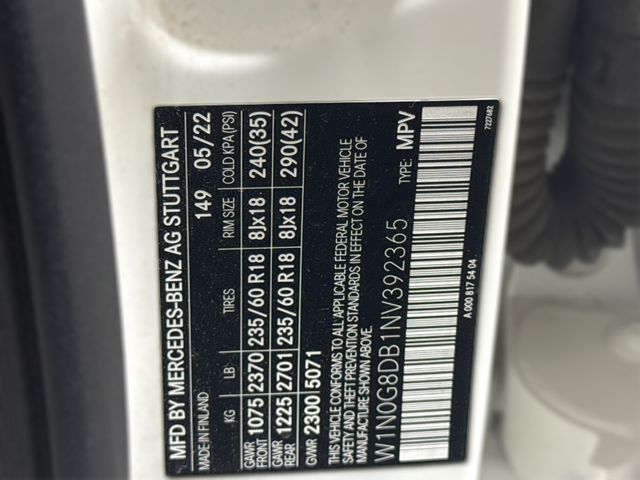 MFD BY MERCEDES-BENZ AG STUTTGART
MADE IN FINLAND 149 05/22
KG LB TIRES RIM SIZE COLD KPA(PSI)
GAWR FRONT 1075 2370 235/60 R18 8Jx18 240(35)
GAWR REAR 1225 2701 235/60 R18 8Jx18 290(42)
GVWR 2300 5071
THIS VEHICLE CONFORMS TO ALL APPLICABLE FEDERAL MOTOR VEHICLE
SAFETY AND THEFT PREVENTION STANDARDS IN EFFECT ON THE DATE OF
MANUFACTURE SHOWN ABOVE.
W1N0G8DB1NV392365 TYPE: MPV
A 000 817 54 04
7227682